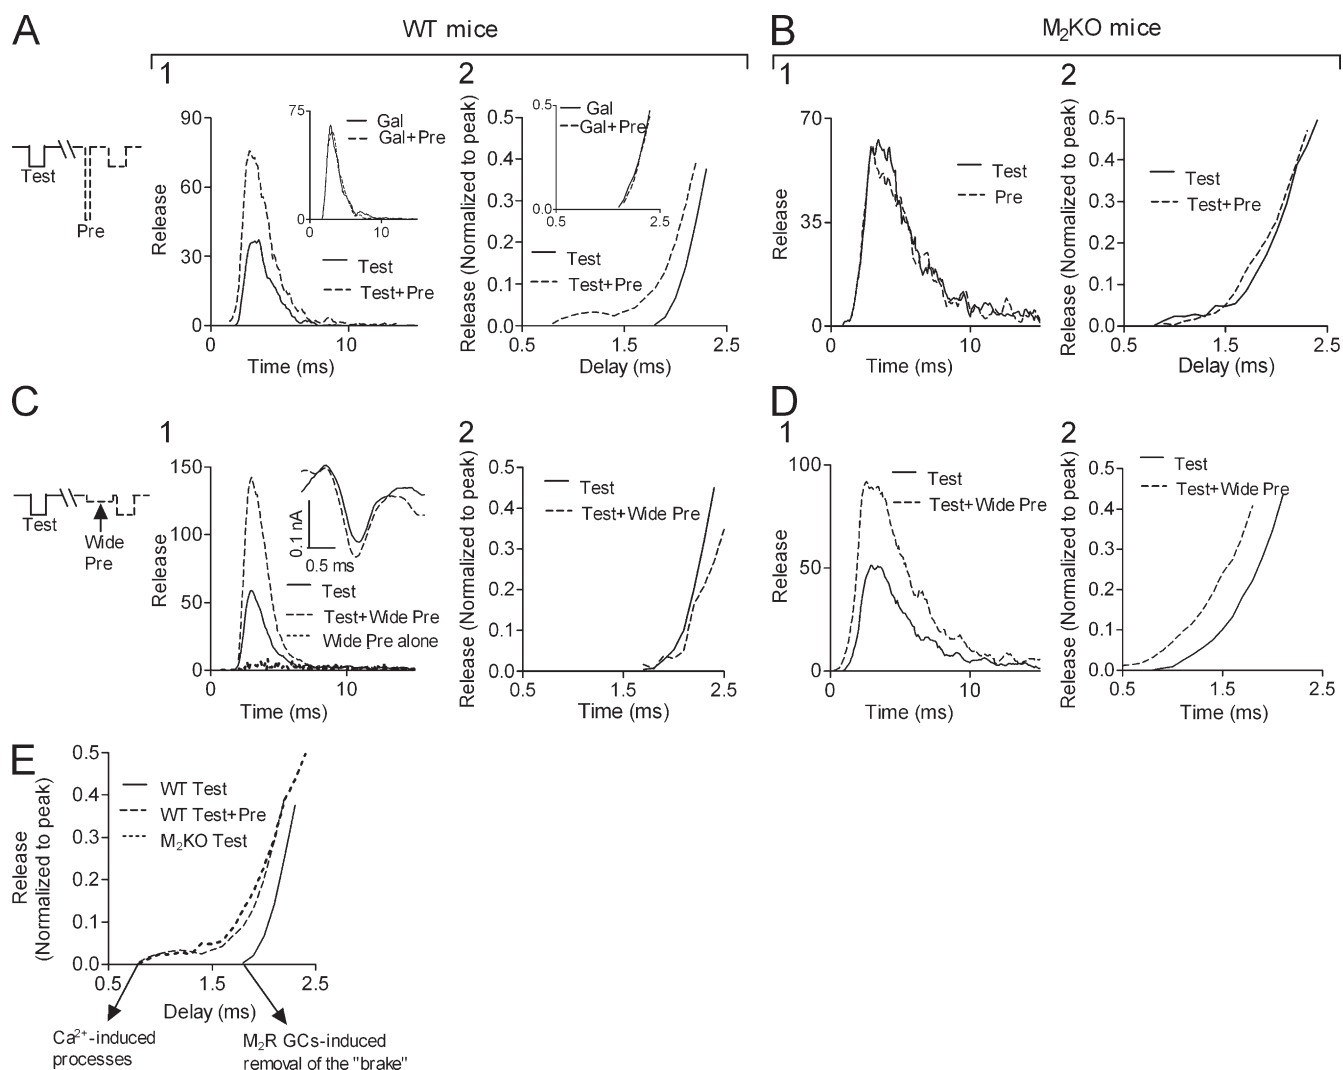 A
WT mice
B
M₂KO mice
1
2
1
2
Test
Pre
90
60
30
0
Release
0
10
Time (ms)
75
0
0
10
Gal
Gal+Pre
Test
Test+Pre
Release (Normalized to peak)
0.5
0.4
0.3
0.2
0.1
0.0
0.5
1.5
2.5
Delay (ms)
0.5
0.0
0.5
2.5
Gal
Gal+Pre
Test
Test+Pre
70
35
0
Release
0
10
Time (ms)
Test
Pre
Release (Normalized to peak)
0.5
0.4
0.3
0.2
0.1
0.0
0.5
1.5
2.5
Delay (ms)
Test
Test+Pre
C
1
2
D
1
2
Test
Wide
Pre
150
100
50
0
Release
0
10
Time (ms)
0.1 nA
0.5 ms
Test
Test+Wide Pre
Wide Pre alone
Release (Normalized to peak)
0.5
0.4
0.3
0.2
0.1
0.0
0.5
1.5
2.5
Time (ms)
Test
Test+Wide Pre
100
50
0
Release
0
10
Time (ms)
Test
Test+Wide Pre
Release (Normalized to peak)
0.5
0.4
0.3
0.2
0.1
0.0
0.5
1.5
2.5
Time (ms)
Test
Test+Wide Pre
E
Release
(Normalized to peak)
0.5
0.4
0.3
0.2
0.1
0.0
0.5
1.5
2.5
Delay (ms)
WT Test
WT Test+Pre
M₂KO Test
Ca²⁺-induced
processes
M₂R GCs-induced
removal of the "brake"